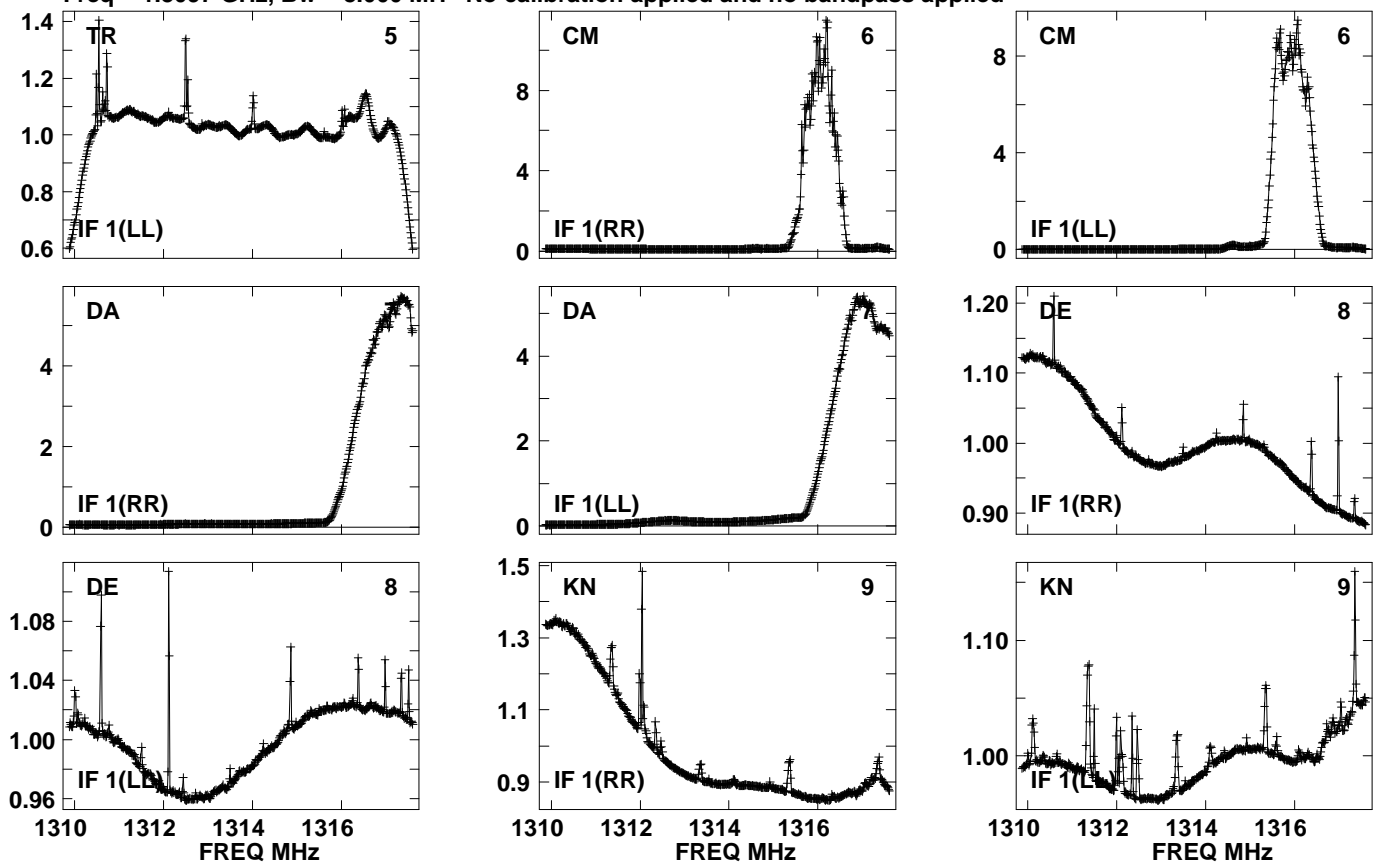 TR 5
1.4
1.2
1.0
0.8
0.6
IF 1(LL)
CM 6
8
4
0
IF 1(RR)
CM 6
8
4
0
IF 1(LL)
DA
4
2
0
IF 1(RR)
DA 7
4
2
0
IF 1(LL)
DE 8
1.20
1.10
1.00
0.90
IF 1(RR)
DE 8
1.08
1.04
1.00
0.96
IF 1(LL)
1310 1312 1314 1316
FREQ MHz
KN 9
1.5
1.3
1.1
0.9
IF 1(RR)
1310 1312 1314 1316
FREQ MHz
KN 9
1.10
1.00
IF 1(LL)
1310 1312 1314 1316
FREQ MHz